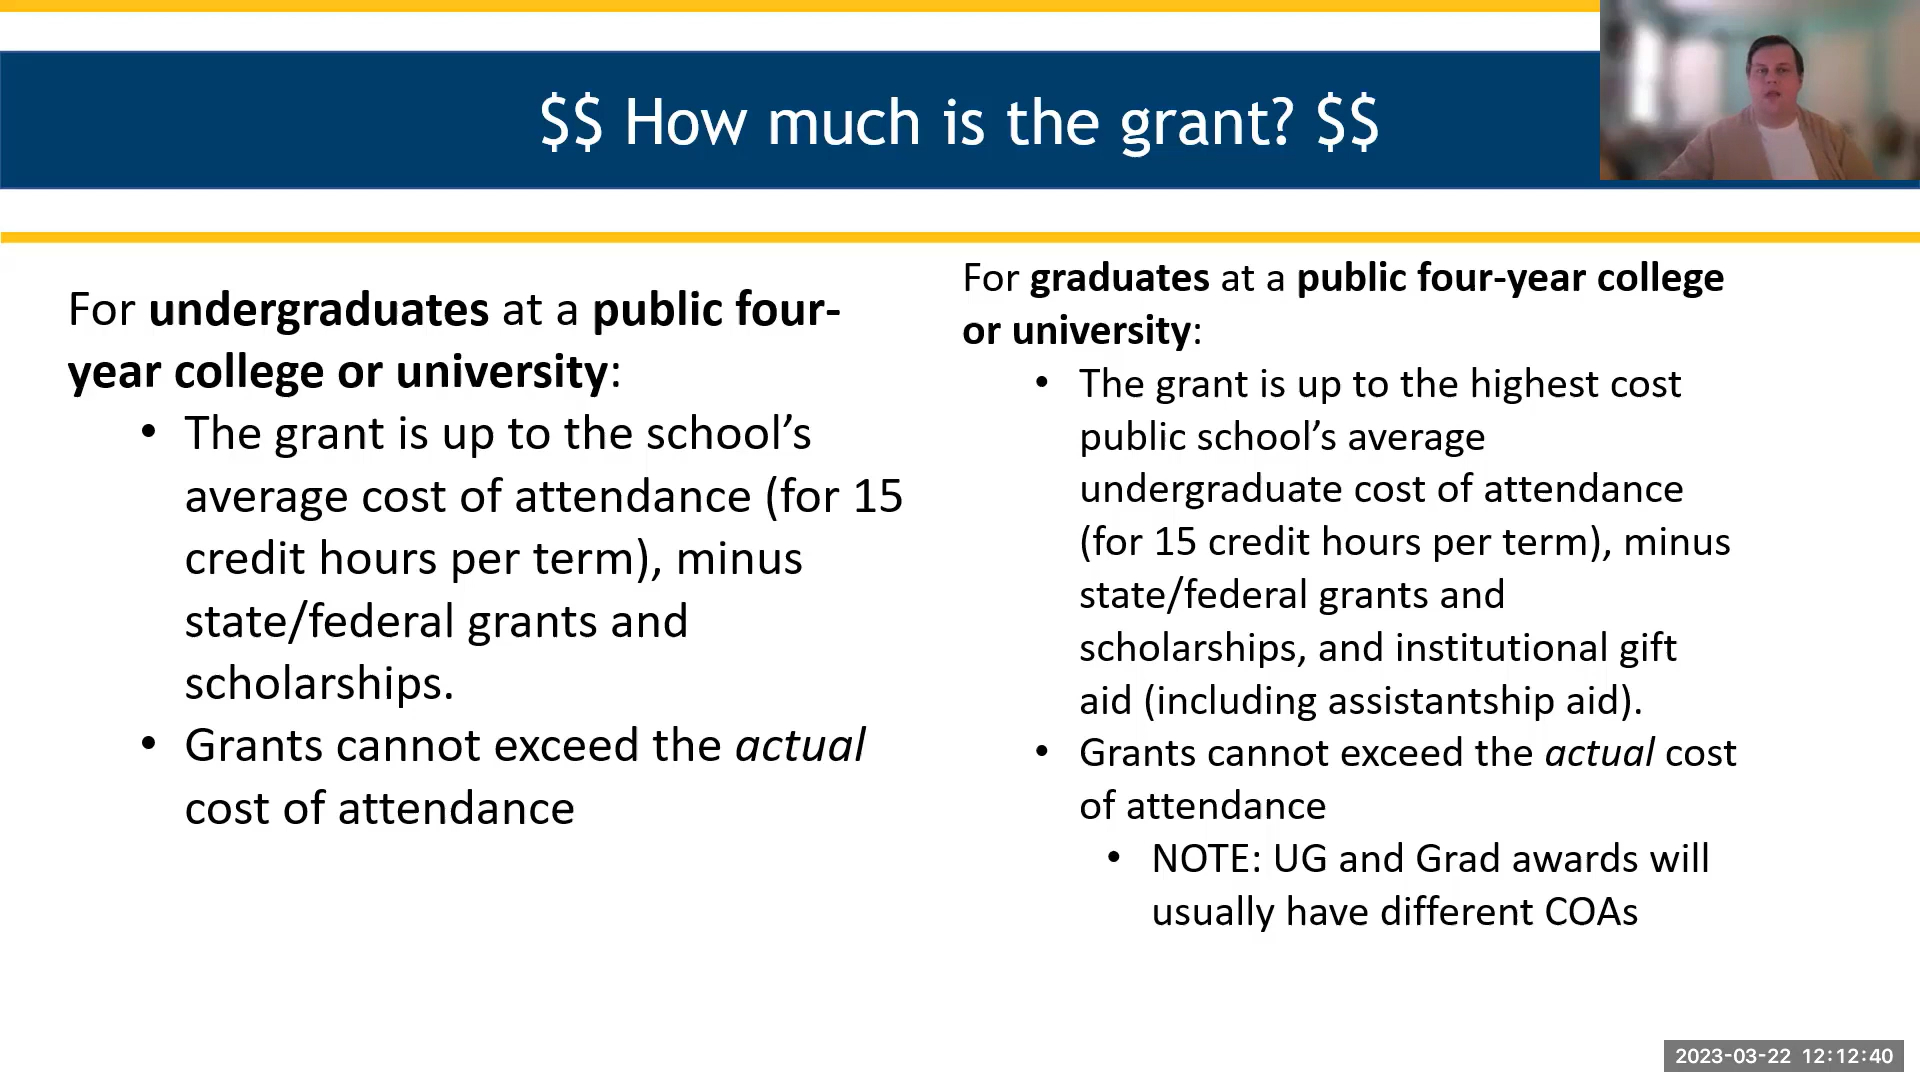 $$ How much is the grant? $$
For undergraduates at a public four-
year college or university:
• The grant is up to the school’s
average cost of attendance (for 15
credit hours per term), minus
state/federal grants and
scholarships.
• Grants cannot exceed the actual
cost of attendance
For graduates at a public four-year college
or university:
• The grant is up to the highest cost
public school’s average
undergraduate cost of attendance
(for 15 credit hours per term), minus
state/federal grants and
scholarships, and institutional gift
aid (including assistantship aid).
• Grants cannot exceed the actual cost
of attendance
• NOTE: UG and Grad awards will
usually have different COAs
2023-03-22 12:12:40